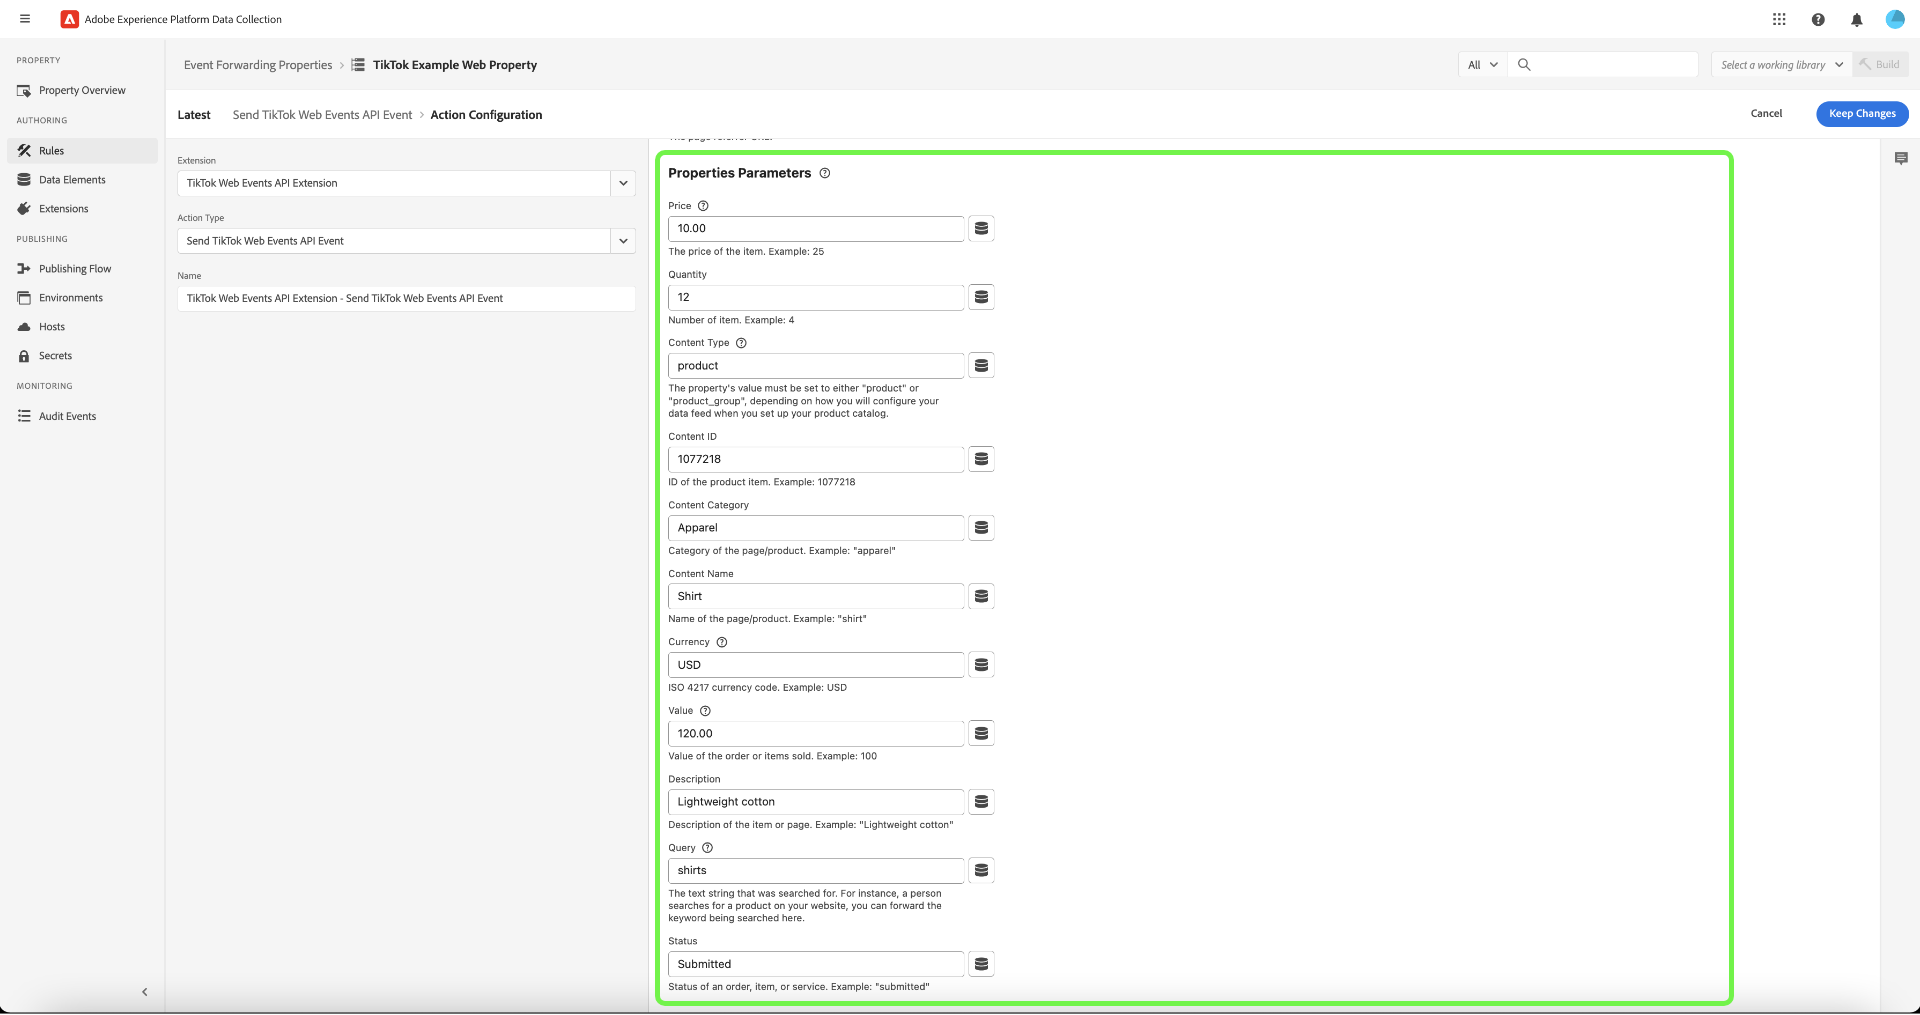 Adobe Experience Platform Data Collection
PROPERTY
Property Overview
AUTHORING
Rules
Data Elements
Extensions
PUBLISHING
Publishing Flow
Environments
Hosts
Secrets
MONITORING
Audit Events
Event Forwarding Properties > TikTok Example Web Property
All
Select a working library
Build
Latest
Send TikTok Web Events API Event > Action Configuration
Cancel
Keep Changes
Extension
TikTok Web Events API Extension
Action Type
Send TikTok Web Events API Event
Name
TikTok Web Events API Extension - Send TikTok Web Events API Event
Properties Parameters
Price
10.00
The price of the item. Example: 25
Quantity
12
Number of item. Example: 4
Content Type
product
The property's value must be set to either "product" or
"product_group", depending on how you will configure your
data feed when you set up your product catalog.
Content ID
1077218
ID of the product item. Example: 1077218
Content Category
Apparel
Category of the page/product. Example: "apparel"
Content Name
Shirt
Name of the page/product. Example: "shirt"
Currency
USD
ISO 4217 currency code. Example: USD
Value
120.00
Value of the order or items sold. Example: 100
Description
Lightweight cotton
Description of the item or page. Example: "Lightweight cotton"
Query
shirts
The text string that was searched for. For instance, a person
searches for a product on your website, you can forward the
keyword being searched here.
Status
Submitted
Status of an order, item, or service. Example: "submitted"